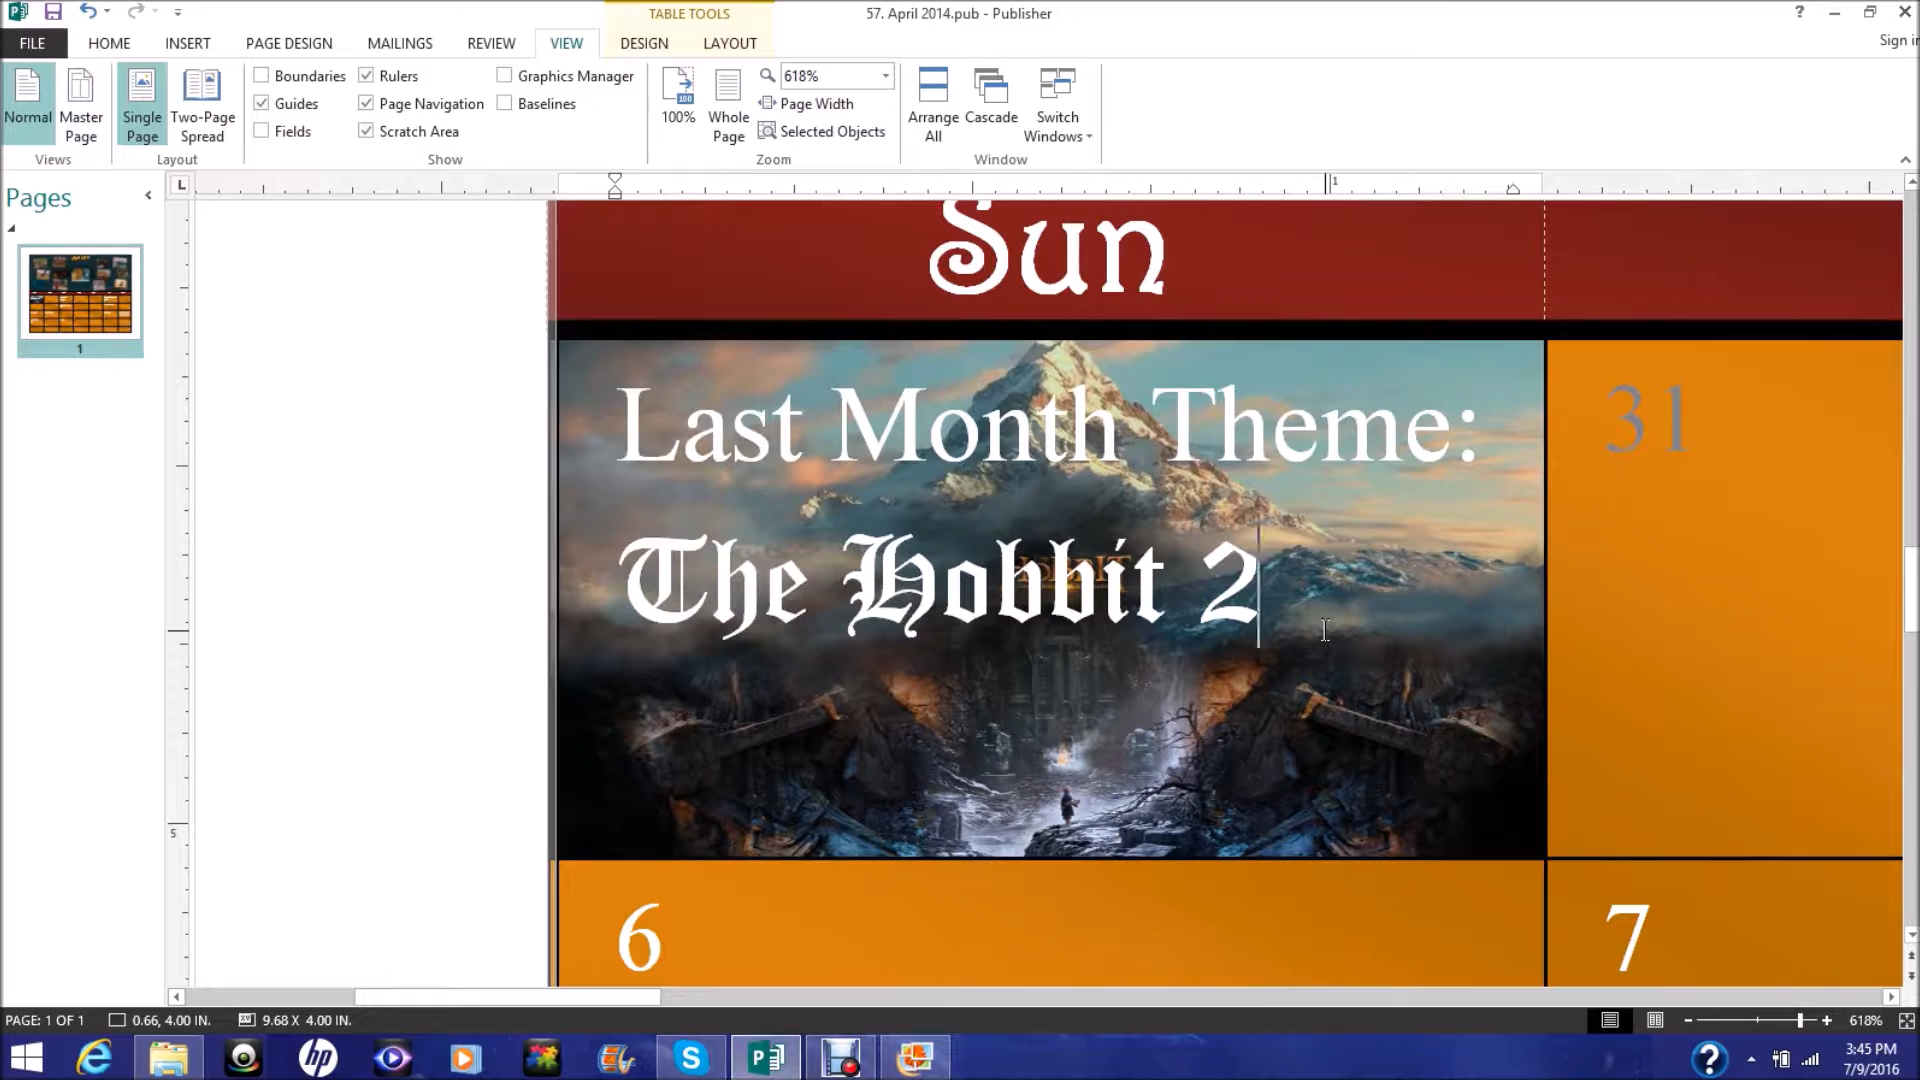 TABLE TOOLS
57. April 2014.pub - Publisher
?
Sign in
FILE HOME INSERT PAGE DESIGN MAILINGS REVIEW VIEW DESIGN LAYOUT
Boundaries Rulers Graphics Manager
618%
Guides Page Navigation Baselines
Page Width
Normal Master Page Single Page Two-Page Spread
Fields Scratch Area
100% Whole Page
Selected Objects
Arrange All Cascade Switch Windows
Views Layout Show Zoom Window
Pages
L
1
Sun
Last Month Theme:
31
The Hobbit 2
1
5
6
7
PAGE: 1 OF 1 0.66, 4.00 IN. 9.68 X 4.00 IN.
618%
hp
S
P
?
3:45 PM
7/9/2016